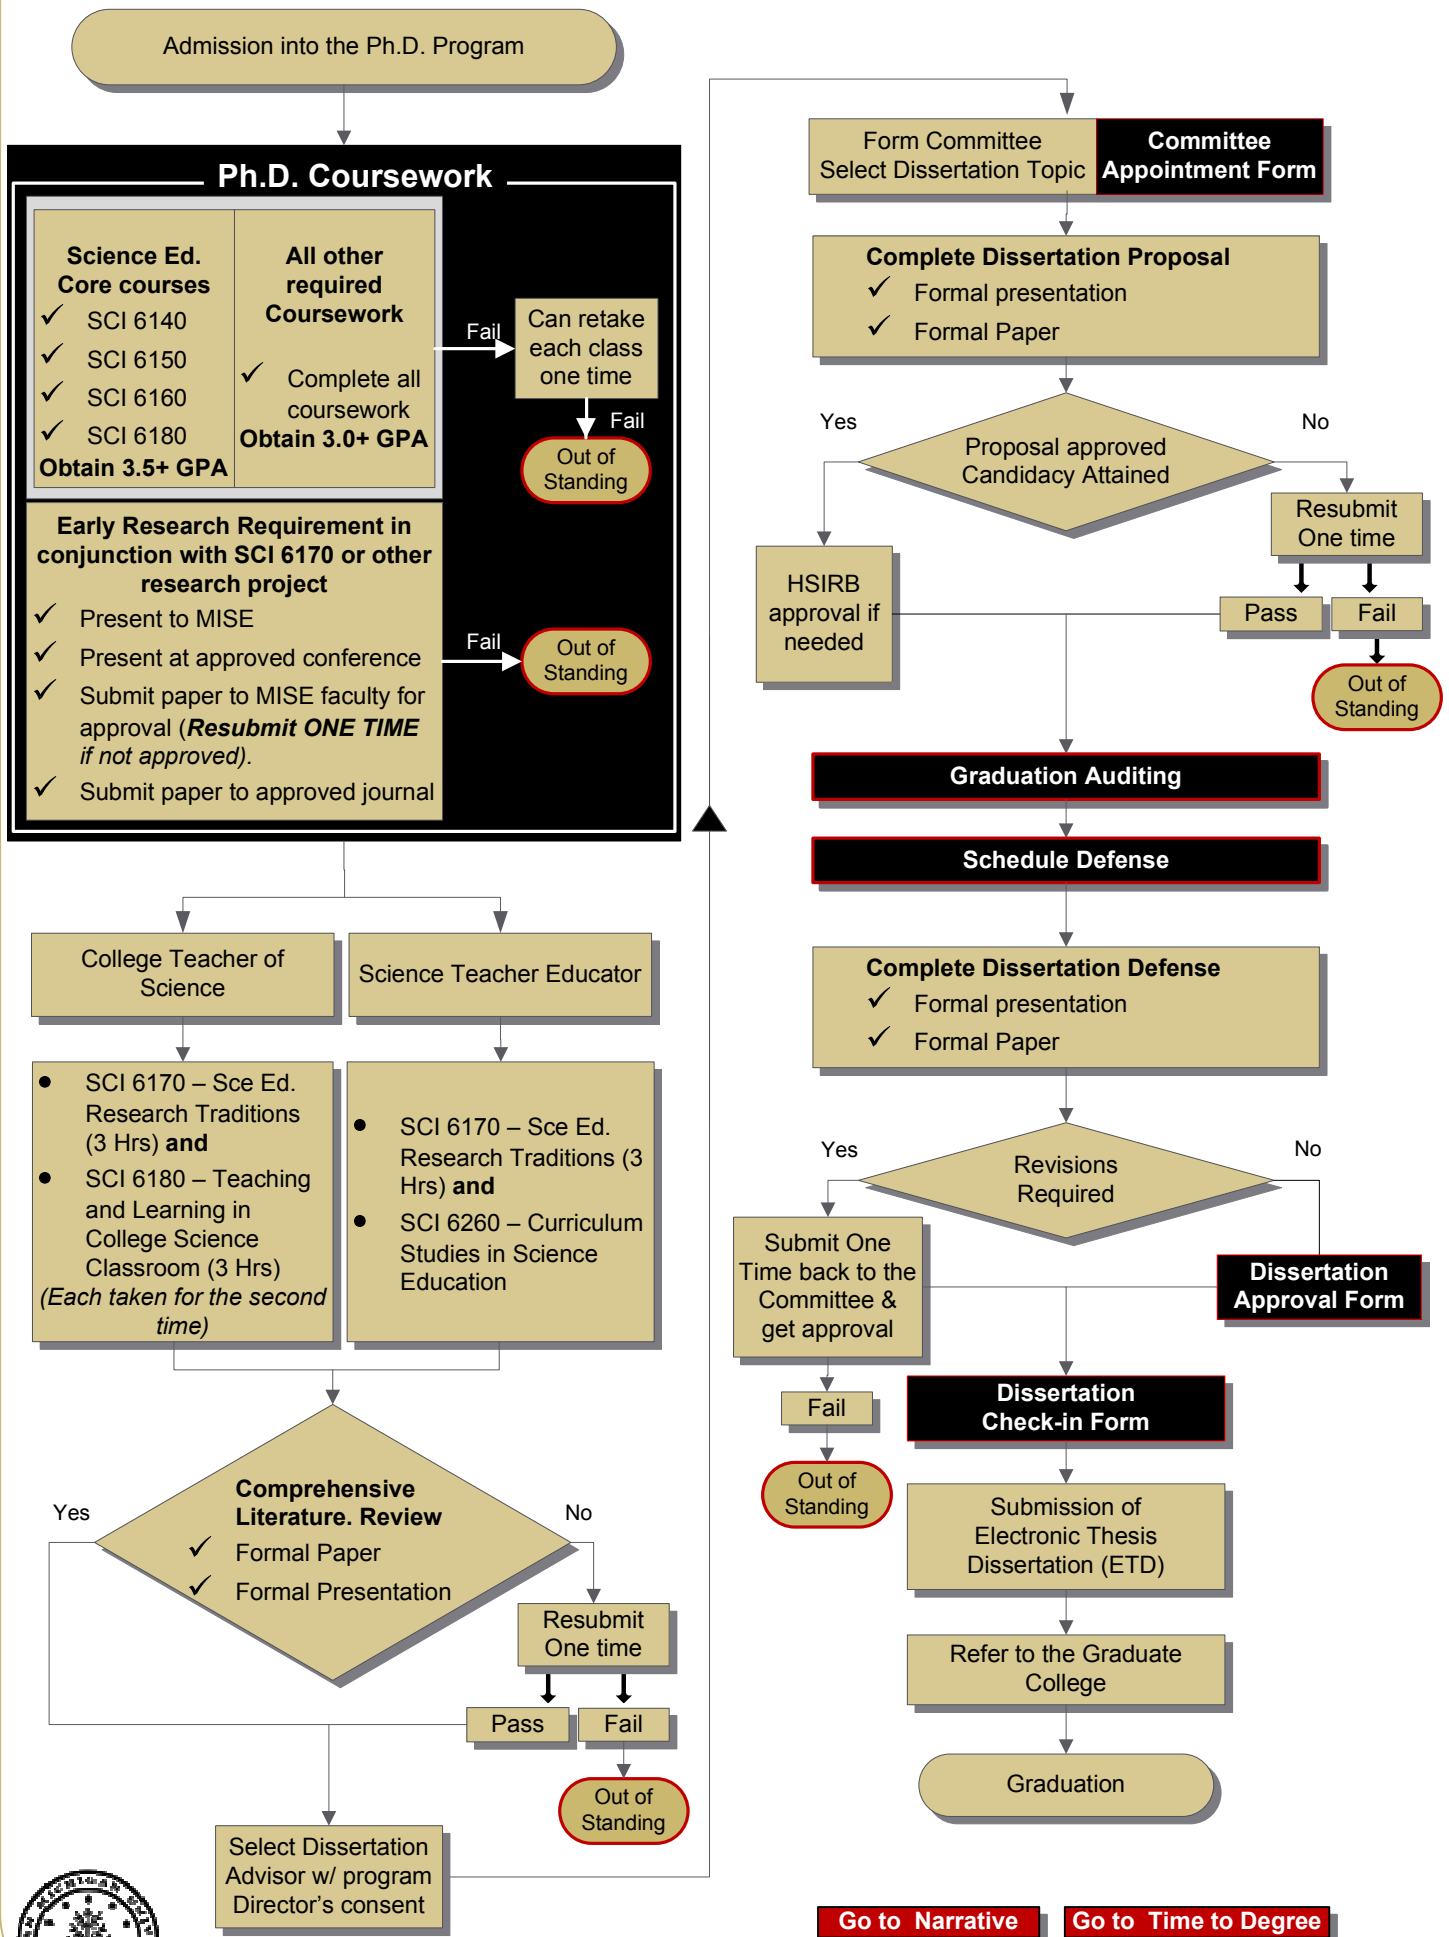 Admission into the Ph.D. Program
Ph.D. Coursework
Science Ed.
Core courses
✓ SCI 6140
✓ SCI 6150
✓ SCI 6160
✓ SCI 6180
Obtain 3.5+ GPA
All other
required
Coursework
✓ Complete all
coursework
Obtain 3.0+ GPA
Fail
Can retake
each class
one time
Fail
Out of
Standing
Early Research Requirement in
conjunction with SCI 6170 or other
research project
✓ Present to MISE
✓ Present at approved conference
✓ Submit paper to MISE faculty for
approval (Resubmit ONE TIME
if not approved).
✓ Submit paper to approved journal
Fail
Out of
Standing
College Teacher of
Science
Science Teacher Educator
• SCI 6170 – Sce Ed.
Research Traditions
(3 Hrs) and
• SCI 6180 – Teaching
and Learning in
College Science
Classroom (3 Hrs)
(Each taken for the second
time)
• SCI 6170 – Sce Ed.
Research Traditions (3
Hrs) and
• SCI 6260 – Curriculum
Studies in Science
Education
Comprehensive
Literature. Review
✓ Formal Paper
✓ Formal Presentation
Yes
No
Resubmit
One time
Pass
Fail
Out of
Standing
Select Dissertation
Advisor w/ program
Director's consent
Form Committee
Select Dissertation Topic
Committee
Appointment Form
Complete Dissertation Proposal
✓ Formal presentation
✓ Formal Paper
Yes
No
Proposal approved
Candidacy Attained
HSIRB
approval if
needed
Resubmit
One time
Pass
Fail
Out of
Standing
Graduation Auditing
Schedule Defense
Complete Dissertation Defense
✓ Formal presentation
✓ Formal Paper
Yes
No
Revisions
Required
Submit One
Time back to the
Committee &
get approval
Dissertation
Approval Form
Fail
Out of
Standing
Dissertation
Check-in Form
Submission of
Electronic Thesis
Dissertation (ETD)
Refer to the Graduate
College
Graduation
Go to Narrative
Go to Time to Degree
MICHIGAN